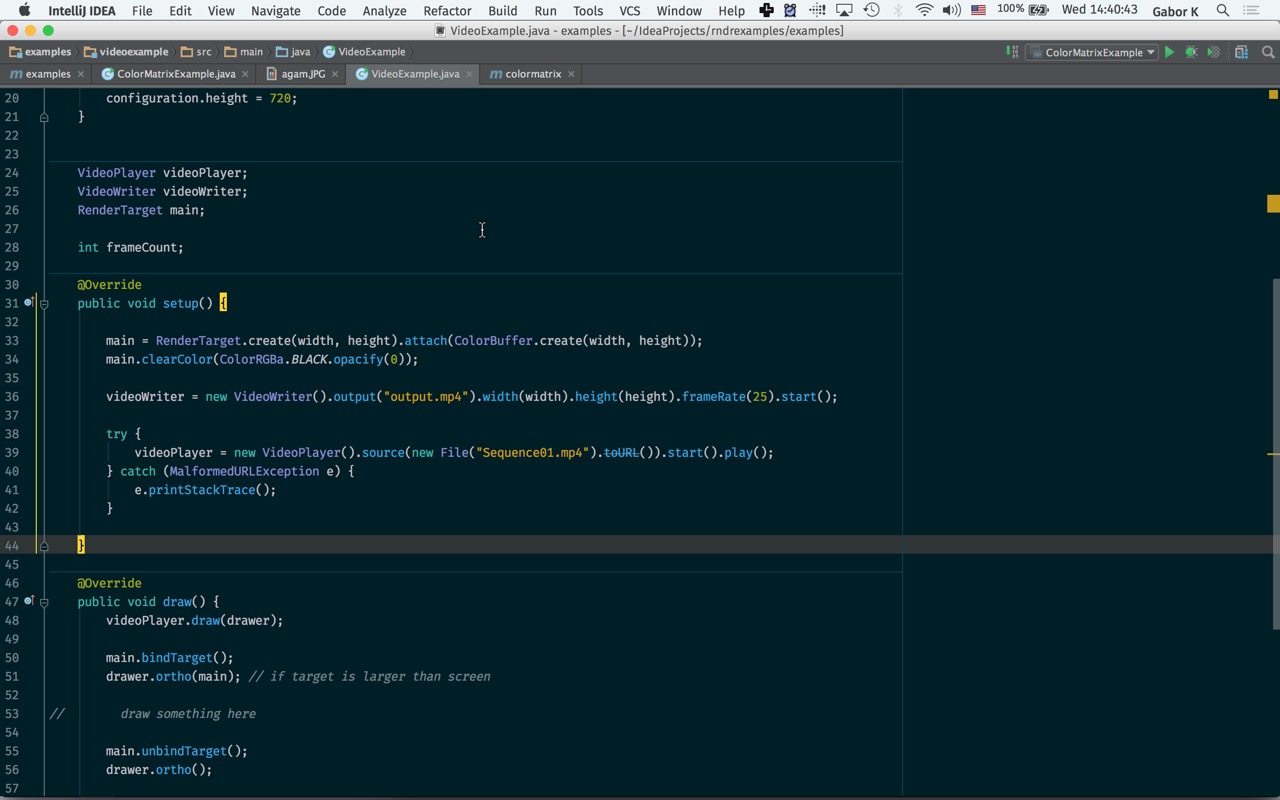 IntelliJ IDEA File Edit View Navigate Code Analyze Refactor Build Run Tools VCS Window Help 100% Wed 14:40:43 Gabor K
VideoExample.java - examples - [~/IdeaProjects/rndrexamples/examples]
examples videoexample src main java VideoExample ColorMatrixExample
m examples × ColorMatrixExample.java × agam.JPG × VideoExample.java × m colormatrix ×
20 configuration.height = 720;
21 }
22
23
24 VideoPlayer videoPlayer;
25 VideoWriter videoWriter;
26 RenderTarget main;
27
28 int frameCount;
29
30 @Override
31 public void setup() {
32
33 main = RenderTarget.create(width, height).attach(ColorBuffer.create(width, height));
34 main.clearColor(ColorRGBa.BLACK.opacify(0));
35
36 videoWriter = new VideoWriter().output("output.mp4").width(width).height(height).frameRate(25).start();
37
38 try {
39 videoPlayer = new VideoPlayer().source(new File("Sequence01.mp4").toURL()).start().play();
40 } catch (MalformedURLException e) {
41 e.printStackTrace();
42 }
43
44 }
45
46 @Override
47 public void draw() {
48 videoPlayer.draw(drawer);
49
50 main.bindTarget();
51 drawer.ortho(main); // if target is larger than screen
52
53 // draw something here
54
55 main.unbindTarget();
56 drawer.ortho();
57